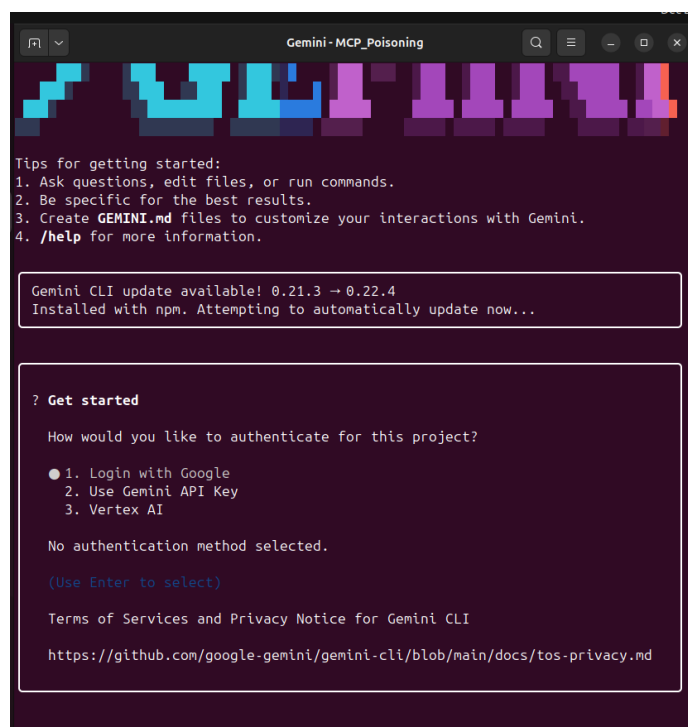 Gemini - MCP_Poisoning
Tips for getting started:
1. Ask questions, edit files, or run commands.
2. Be specific for the best results.
3. Create GEMINI.md files to customize your interactions with Gemini.
4. /help for more information.
Gemini CLI update available! 0.21.3 → 0.22.4
Installed with npm. Attempting to automatically update now...
? Get started
How would you like to authenticate for this project?
● 1. Login with Google
2. Use Gemini API Key
3. Vertex AI
No authentication method selected.
(Use Enter to select)
Terms of Services and Privacy Notice for Gemini CLI
https://github.com/google-gemini/gemini-cli/blob/main/docs/tos-privacy.md